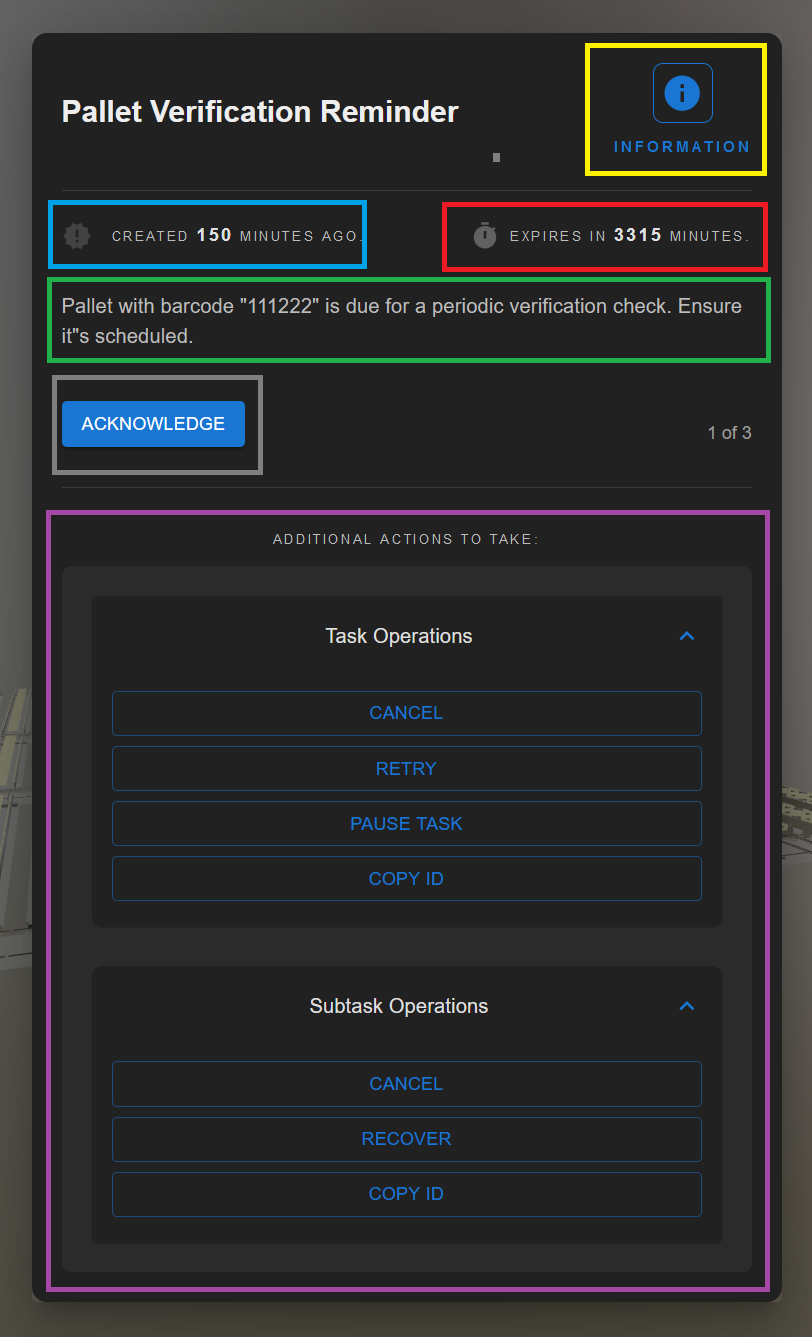 Pallet Verification Reminder
INFORMATION
CREATED 150 MINUTES AGO.
EXPIRES IN 3315 MINUTES.
Pallet with barcode "111222" is due for a periodic verification check. Ensure
it"s scheduled.
ACKNOWLEDGE
1 of 3
ADDITIONAL ACTIONS TO TAKE:
Task Operations
CANCEL
RETRY
PAUSE TASK
COPY ID
Subtask Operations
CANCEL
RECOVER
COPY ID